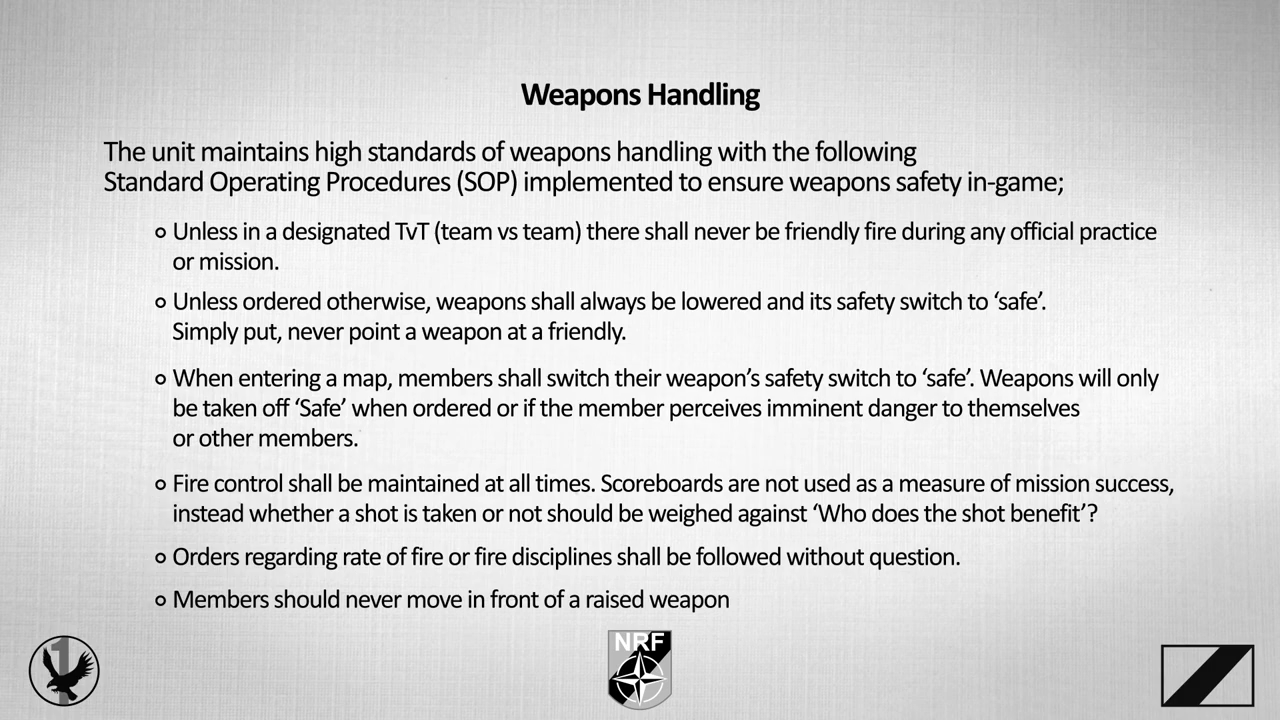 Weapons Handling
The unit maintains high standards of weapons handling with the following
Standard Operating Procedures (SOP) implemented to ensure weapons safety in-game;
Unless in a designated TvT (team vs team) there shall never be friendly fire during any official practice
or mission.
Unless ordered otherwise, weapons shall always be lowered and its safety switch to ‘safe’.
Simply put, never point a weapon at a friendly.
When entering a map, members shall switch their weapon’s safety switch to ‘safe’. Weapons will only
be taken off ‘Safe’ when ordered or if the member perceives imminent danger to themselves
or other members.
Fire control shall be maintained at all times. Scoreboards are not used as a measure of mission success,
instead whether a shot is taken or not should be weighed against ‘Who does the shot benefit’?
Orders regarding rate of fire or fire disciplines shall be followed without question.
Members should never move in front of a raised weapon
1
NRF